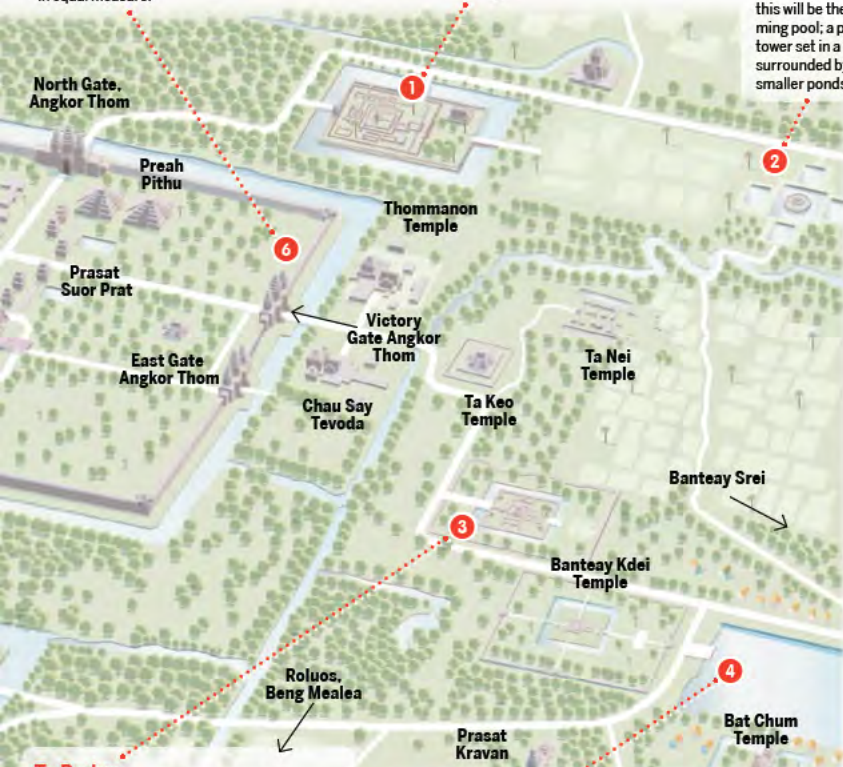 this will be the
ming pool; a p
tower set in a
surrounded by
smaller ponds
1
North Gate,
Angkor Thom
2
Preah
Pithu
Thommanon
Temple
6
Prasat
Suor Prat
Victory
Gate Angkor
Thom
East Gate
Angkor Thom
Ta Nei
Temple
Chau Say
Tevoda
Ta Keo
Temple
Banteay Srei
3
Banteay Kdei
Temple
4
Roluos,
Beng Mealea
Bat Chum
Temple
Prasat
Kravan